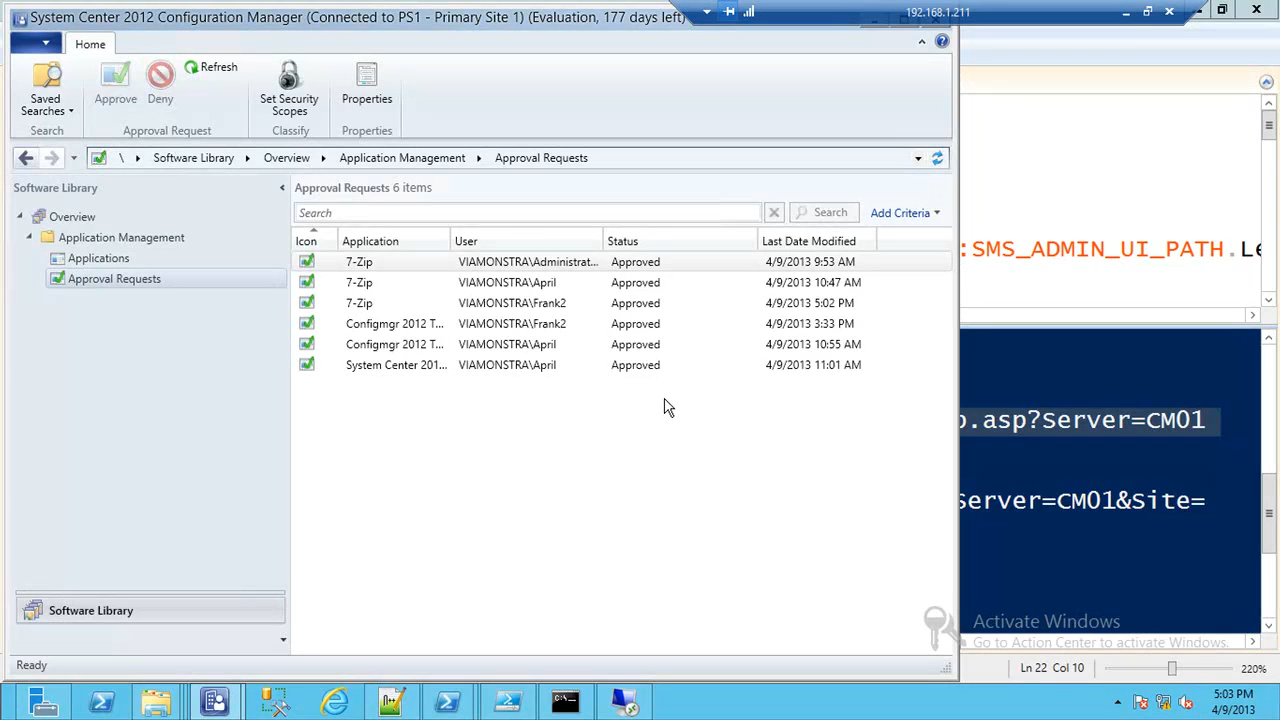 System Center 2012 Configuration Manager (Connected to PS1 - Primary Site 1) (Evaluation, 177 days left)
192.168.1.211
Home
Saved Searches
Approve
Deny
Refresh
Set Security Scopes
Properties
Search
Approval Request
Classify
Properties
\ Software Library Overview Application Management Approval Requests
Software Library
Approval Requests 6 items
Search
Search
Add Criteria
Overview
Application Management
Applications
Approval Requests
Icon Application User Status Last Date Modified
7-Zip VIAMONSTRA\Administrat... Approved 4/9/2013 9:53 AM
7-Zip VIAMONSTRA\April Approved 4/9/2013 10:47 AM
7-Zip VIAMONSTRA\Frank2 Approved 4/9/2013 5:02 PM
Configmgr 2012 T... VIAMONSTRA\Frank2 Approved 4/9/2013 3:33 PM
Configmgr 2012 T... VIAMONSTRA\April Approved 4/9/2013 10:55 AM
System Center 201... VIAMONSTRA\April Approved 4/9/2013 11:01 AM
:SMS_ADMIN_UI_PATH.Le
p.asp?Server=CM01
Server=CM01&Site=
Software Library
Activate Windows
Go to Action Center to activate Windows.
Ready
Ln 22 Col 10
220%
5:03 PM
4/9/2013